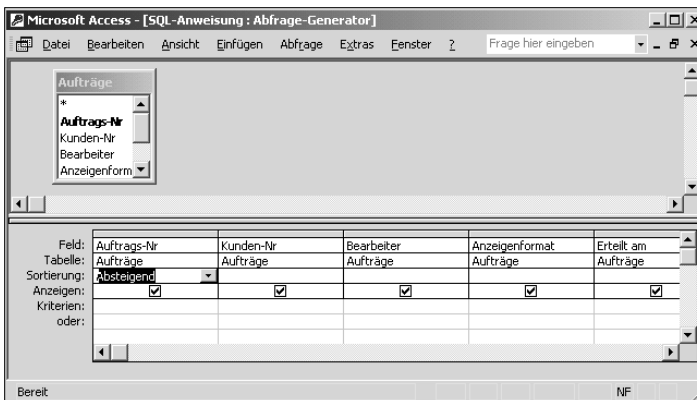 Microsoft Access - [SQL-Anweisung : Abfrage-Generator]
Datei Bearbeiten Ansicht Einfügen Abfrage Extras Fenster ? Frage hier eingeben
Aufträge
*
Auftrags-Nr
Kunden-Nr
Bearbeiter
Anzeigenform
Feld: Auftrags-Nr Kunden-Nr Bearbeiter Anzeigenformat Erteilt am
Tabelle: Aufträge Aufträge Aufträge Aufträge Aufträge
Sortierung: Absteigend
Anzeigen:
Kriterien:
oder:
Bereit NF